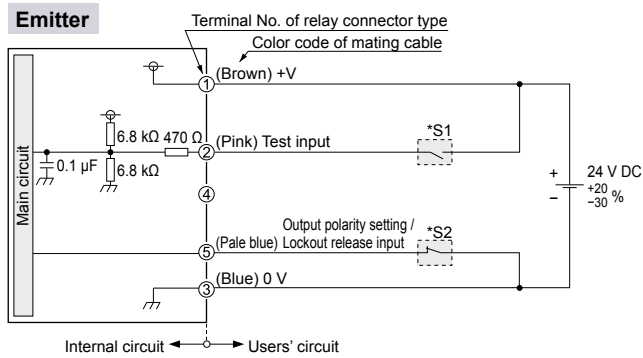 Emitter
Terminal No. of relay connector type
Color code of mating cable
1 (Brown) +V
Main circuit
0.1 µF
6.8 kΩ
6.8 kΩ
470 Ω
2 (Pink) Test input
*S1
4
+
−
24 V DC
+20
−30 %
Output polarity setting /
5 (Pale blue) Lockout release input
*S2
3 (Blue) 0 V
Internal circuit
Users' circuit